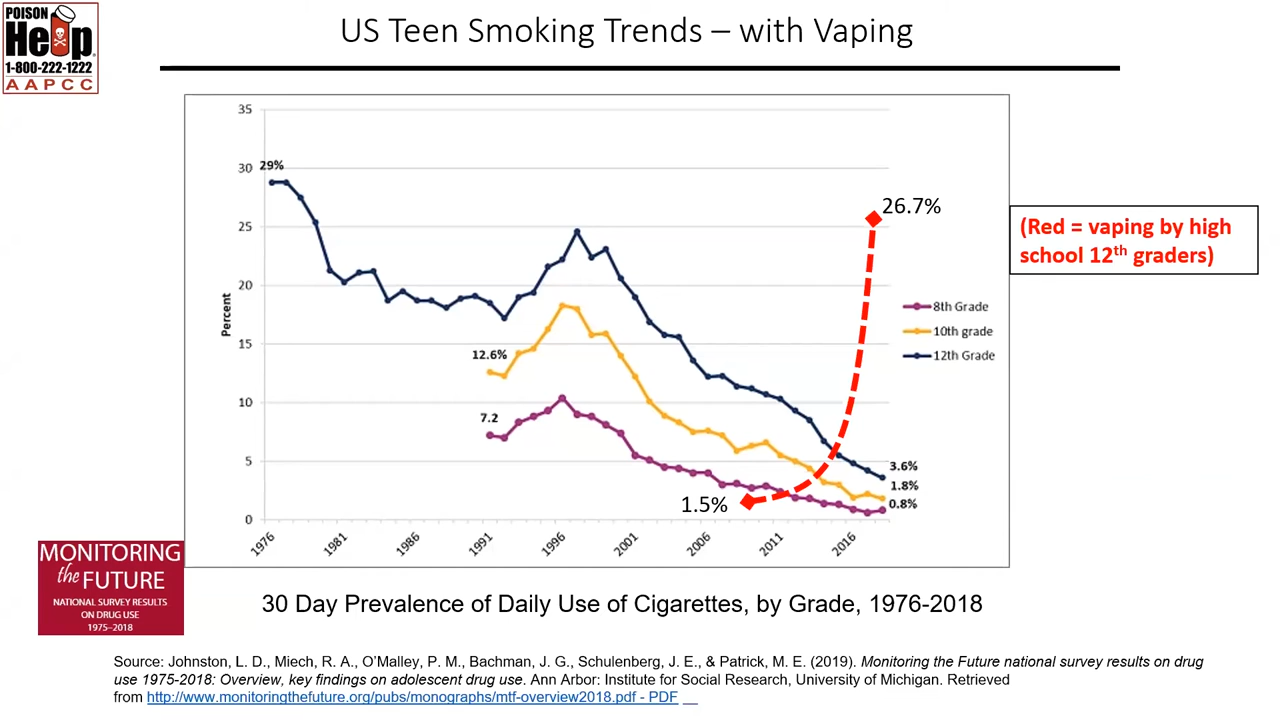 POISON
Help
1-800-222-1222
AAPCC
US Teen Smoking Trends – with Vaping
35
30
25
20
15
10
5
0
Percent
29%
12.6%
7.2
1.5%
26.7%
3.6%
1.8%
0.8%
1976
1981
1986
1991
1996
2001
2006
2011
2016
8th Grade
10th grade
12th Grade
(Red = vaping by high
school 12th graders)
MONITORING
the FUTURE
NATIONAL SURVEY RESULTS
ON DRUG USE
1975–2018
30 Day Prevalence of Daily Use of Cigarettes, by Grade, 1976-2018
Source: Johnston, L. D., Miech, R. A., O’Malley, P. M., Bachman, J. G., Schulenberg, J. E., & Patrick, M. E. (2019). Monitoring the Future national survey results on drug
use 1975-2018: Overview, key findings on adolescent drug use. Ann Arbor: Institute for Social Research, University of Michigan. Retrieved
from http://www.monitoringthefuture.org/pubs/monographs/mtf-overview2018.pdf - PDF